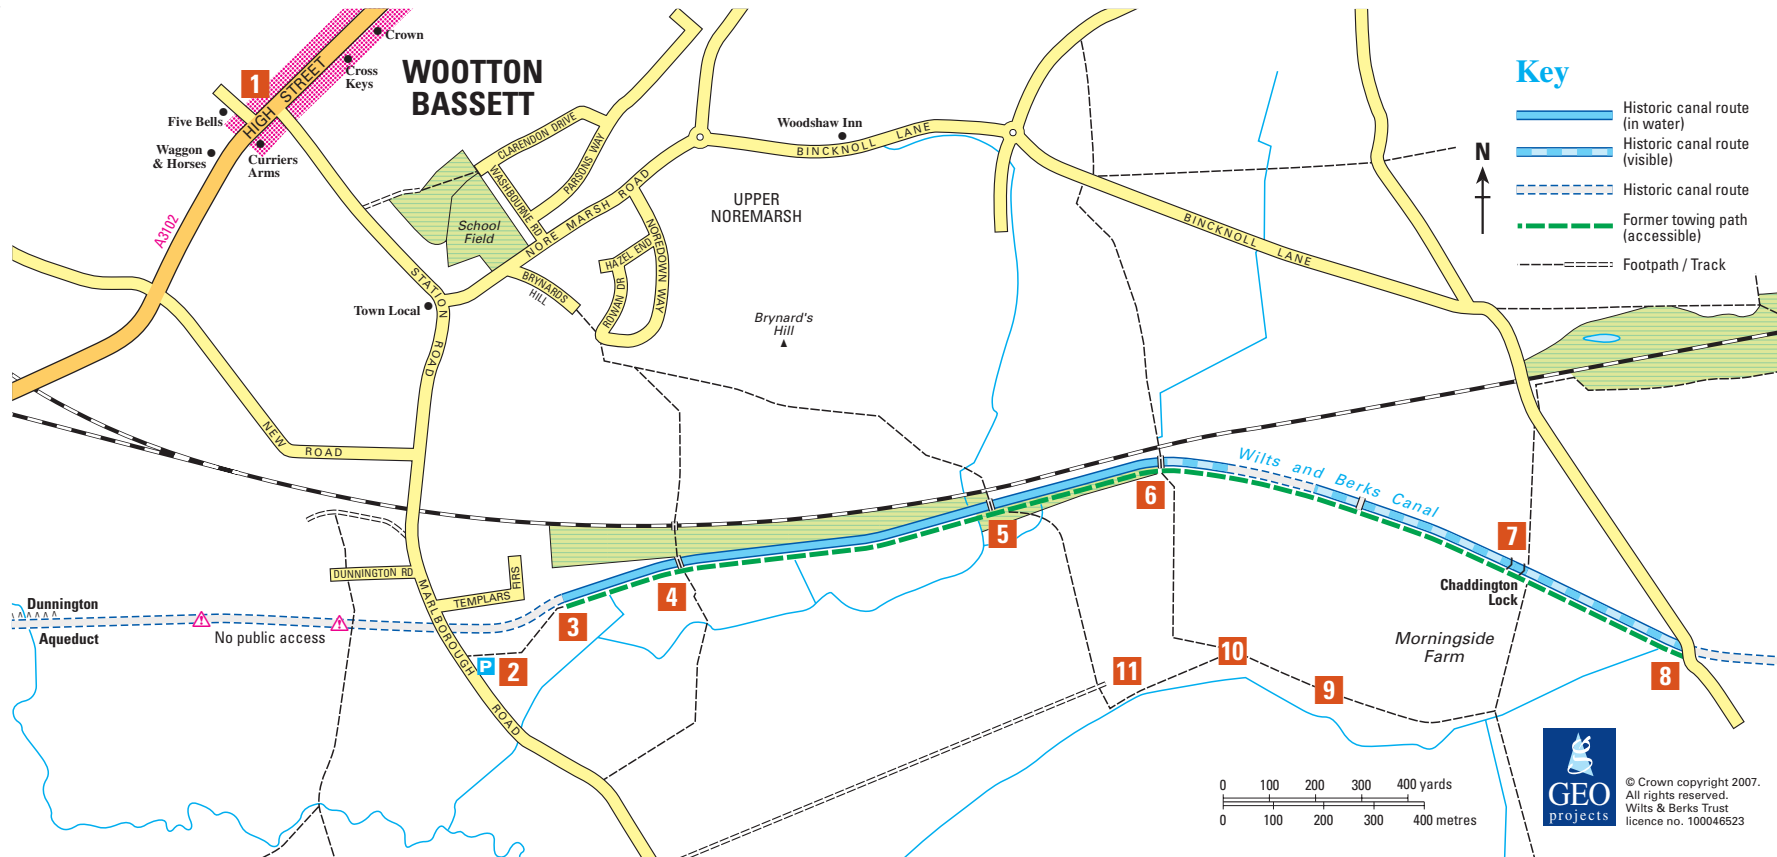 WOOTTON
BASSETT
1
HIGH STREET
Crown
Cross
Keys
Five Bells
Waggon
& Horses
Curriers
Arms
A3102
CLARENDON DRIVE
PARSONS WAY
WASHBOURNE RD
NORE MARSH ROAD
School
Field
BRYNARDS
HILL
HAZEL END
ROWAN DR
NOREDOWN WAY
STATION ROAD
Town Local
NEW ROAD
Woodshaw Inn
BINCKNOLL LANE
UPPER
NOREMARSH
Brynard's
Hill
BINCKNOLL LANE
Key
Historic canal route
(in water)
Historic canal route
(visible)
Historic canal route
Former towing path
(accessible)
Footpath / Track
N
Wilts and Berks Canal
DUNNINGTON RD
TEMPLARS
FIRS
MARLBOROUGH ROAD
Dunnington
Aqueduct
No public access
P
2
3
4
5
6
7
Chaddington
Lock
Morningside
Farm
8
9
10
11
0 100 200 300 400 yards
0 100 200 300 400 metres
GEO
projects
© Crown copyright 2007.
All rights reserved.
Wilts & Berks Trust
licence no. 100046523